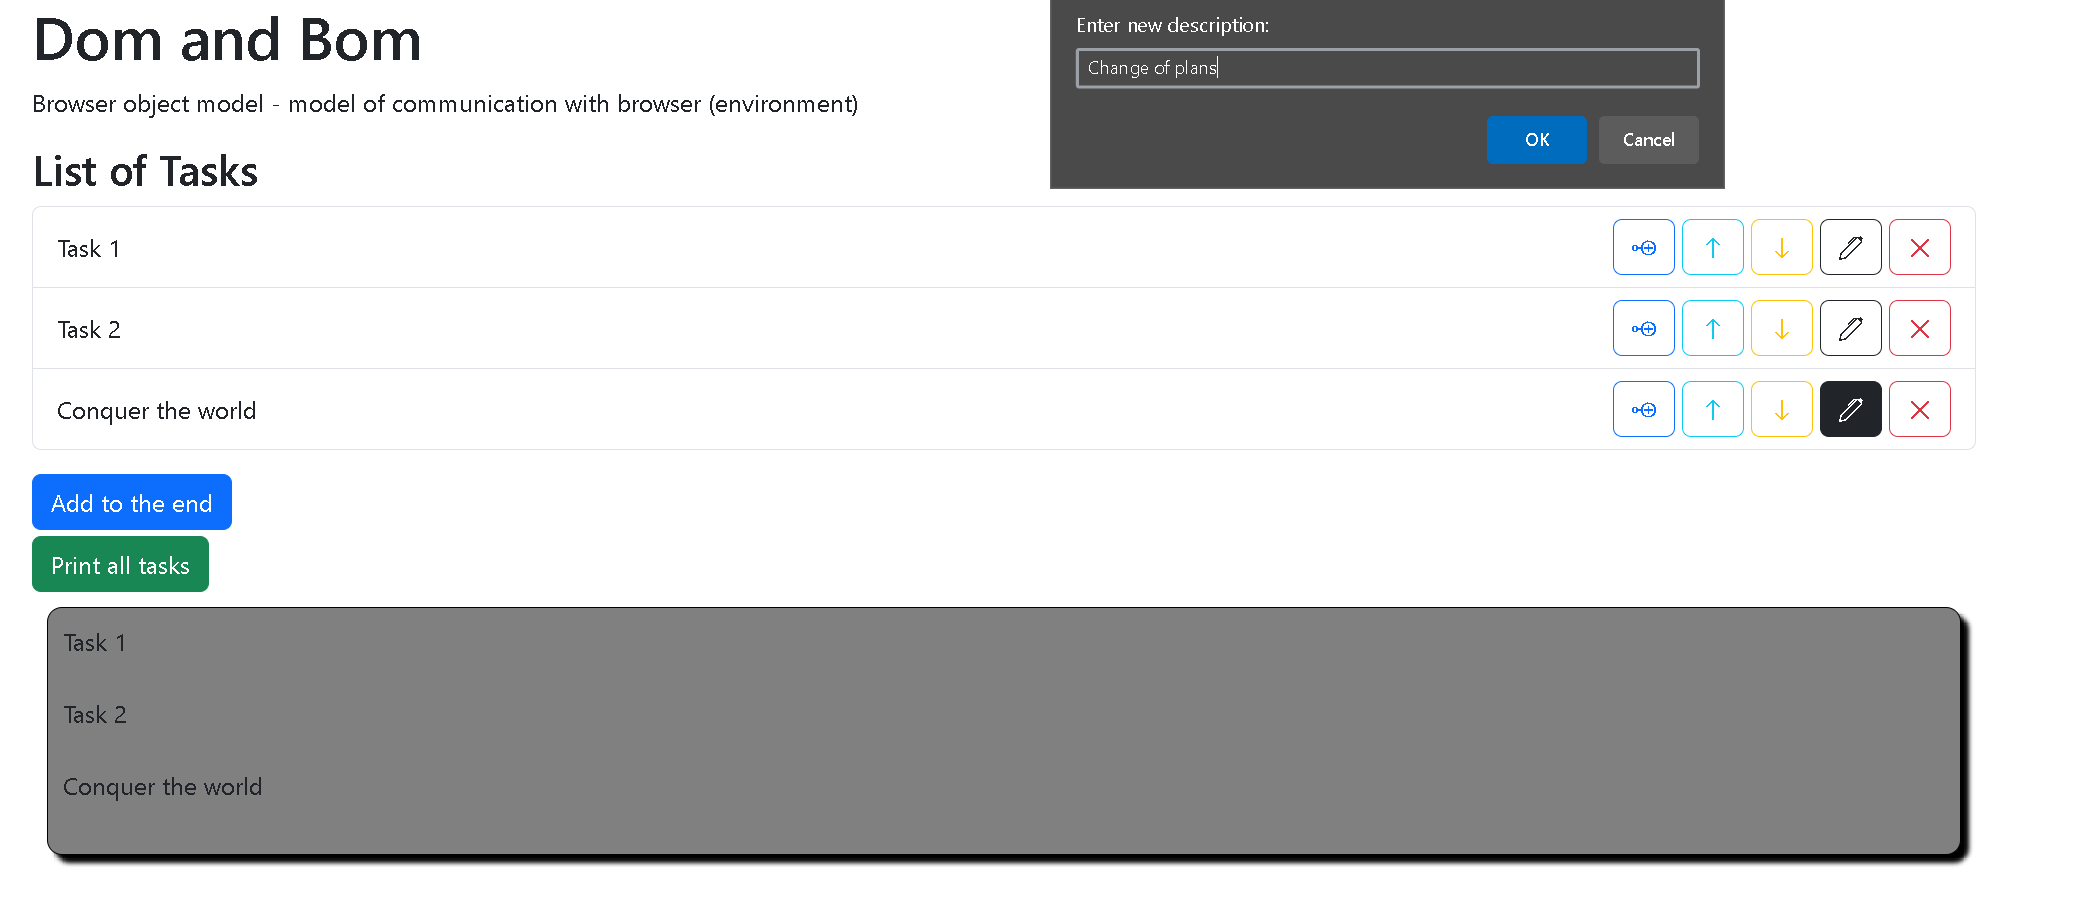 Dom and Bom
Browser object model - model of communication with browser (environment)
Enter new description:
Change of plans
OK
Cancel
List of Tasks
Task 1
Task 2
Conquer the world
Add to the end
Print all tasks
Task 1
Task 2
Conquer the world